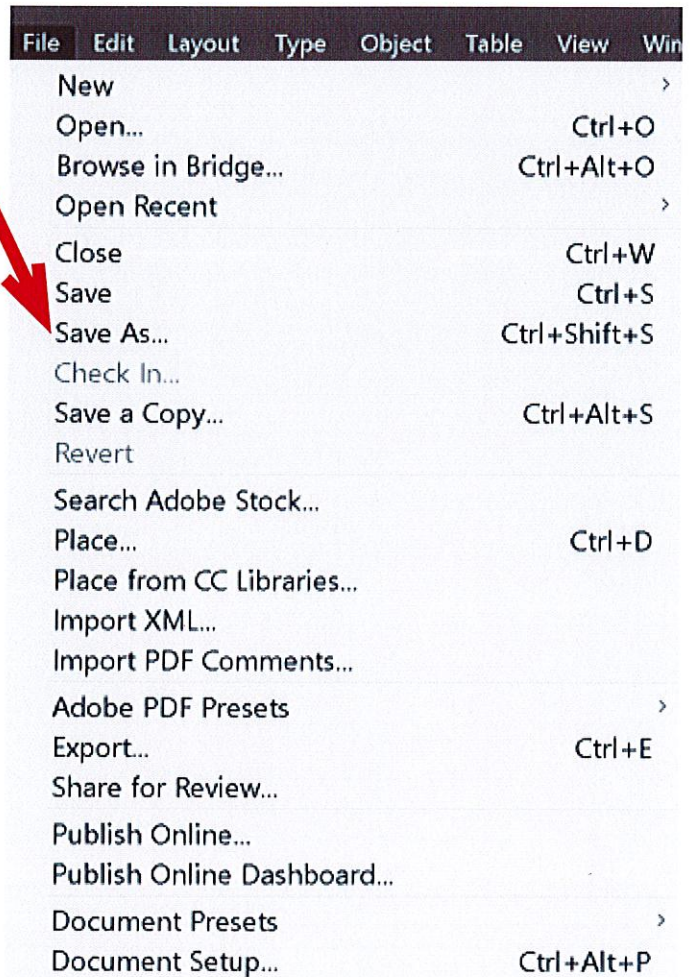 File Edit Layout Type Object Table View Win
New >
Open... Ctrl+O
Browse in Bridge... Ctrl+Alt+O
Open Recent >
Close Ctrl+W
Save Ctrl+S
Save As... Ctrl+Shift+S
Check In...
Save a Copy... Ctrl+Alt+S
Revert
Search Adobe Stock...
Place... Ctrl+D
Place from CC Libraries...
Import XML...
Import PDF Comments...
Adobe PDF Presets >
Export... Ctrl+E
Share for Review...
Publish Online...
Publish Online Dashboard...
Document Presets >
Document Setup... Ctrl+Alt+P